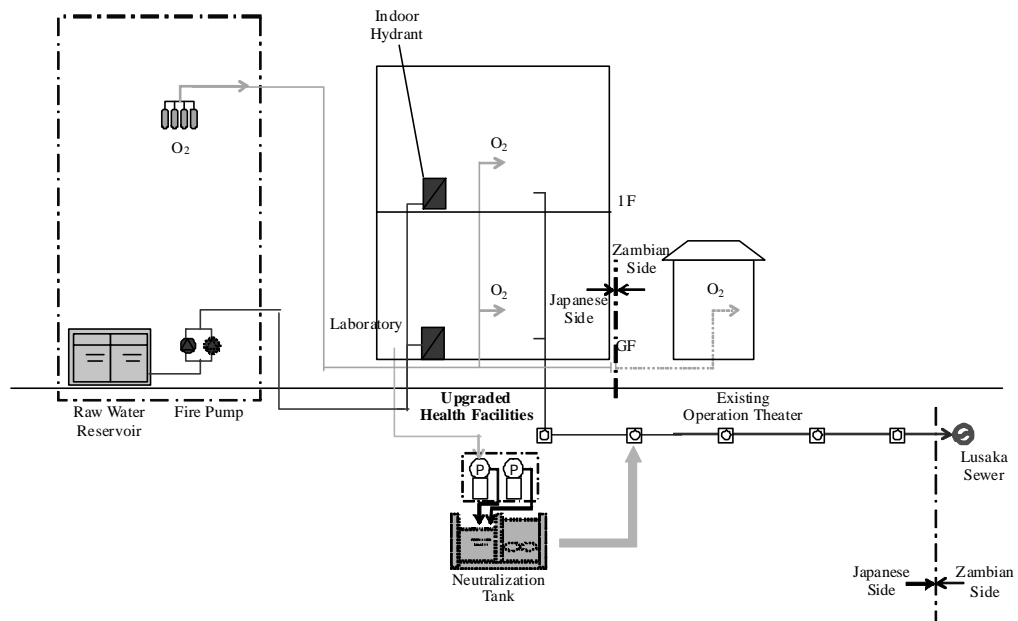 Indoor
Hydrant
O2
O2
1F
Zambian
Side
Japanese
Side
O2
O2
Laboratory
GF
Raw Water
Reservoir
Fire Pump
Upgraded
Health Facilities
Existing
Operation Theater
Lusaka
Sewer
P
P
Neutralization
Tank
Japanese
Side
Zambian
Side